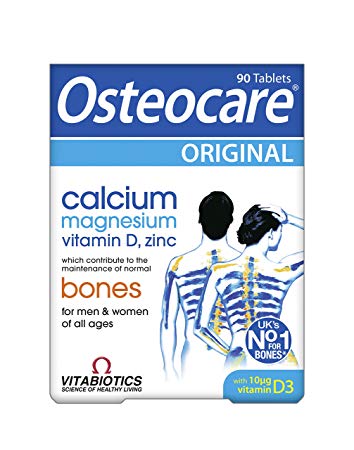 90 Tablets
Osteocare®
ORIGINAL
calcium
magnesium
vitamin D, zinc
which contribute to the
maintenance of normal
bones
for men & women
of all ages
UK's
No1
FOR
BONES*
VITABIOTICS
SCIENCE OF HEALTHY LIVING
with 10µg
vitamin D3